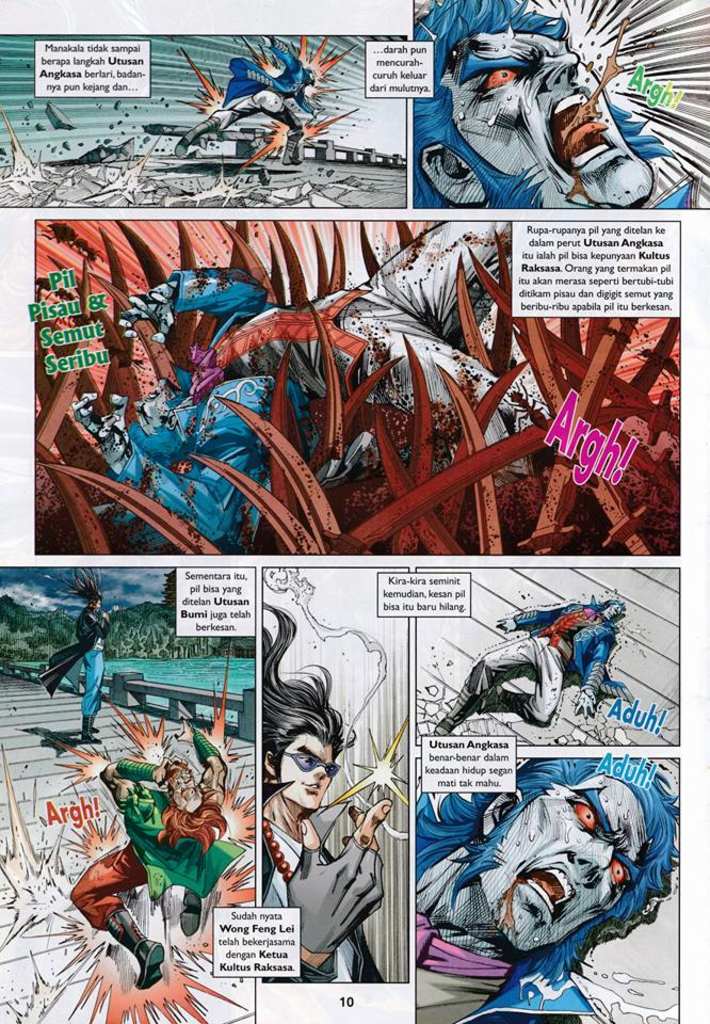 Manakala tidak sampai
berapa langkah Utusan
Angkasa berlari, badan-
nya pun kejang dan…
…darah pun
mencurah-
curuh keluar
dari mulutnya.
Argh!
Rupa-rupanya pil yang ditelan ke
dalam perut Utusan Angkasa
itu ialah pil bisa kepunyaan Kultus
Raksasa. Orang yang termakan pil
itu akan merasa seperti bertubi-tubi
ditikam pisau dan digigit semut yang
beribu-ribu apabila pil itu berkesan.
Pil
Pisau &
Semut
Seribu
Argh!
Sementara itu,
pil bisa yang
ditelan Utusan
Bumi juga telah
berkesan.
Argh!
Sudah nyata
Wong Feng Lei
telah bekerjasama
dengan Ketua
Kultus Raksasa.
Kira-kira seminit
kemudian, kesan pil
bisa itu baru hilang.
Aduh!
Utusan Angkasa
benar-benar dalam
keadaan hidup segan
mati tak mahu.
Aduh!
10